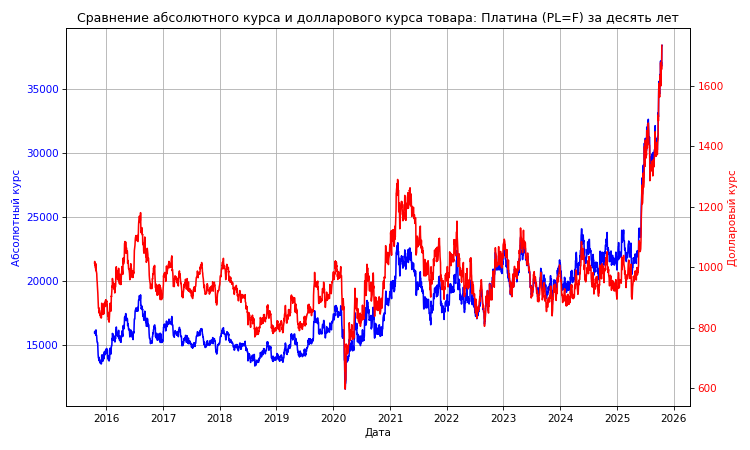 Сравнение абсолютного курса и долларового курса товара: Платина (PL=F) за десять лет
Абсолютный курс
35000
30000
25000
20000
15000
1600
1400
1200
1000
800
600
Долларовый курс
2016 2017 2018 2019 2020 2021 2022 2023 2024 2025 2026
Дата